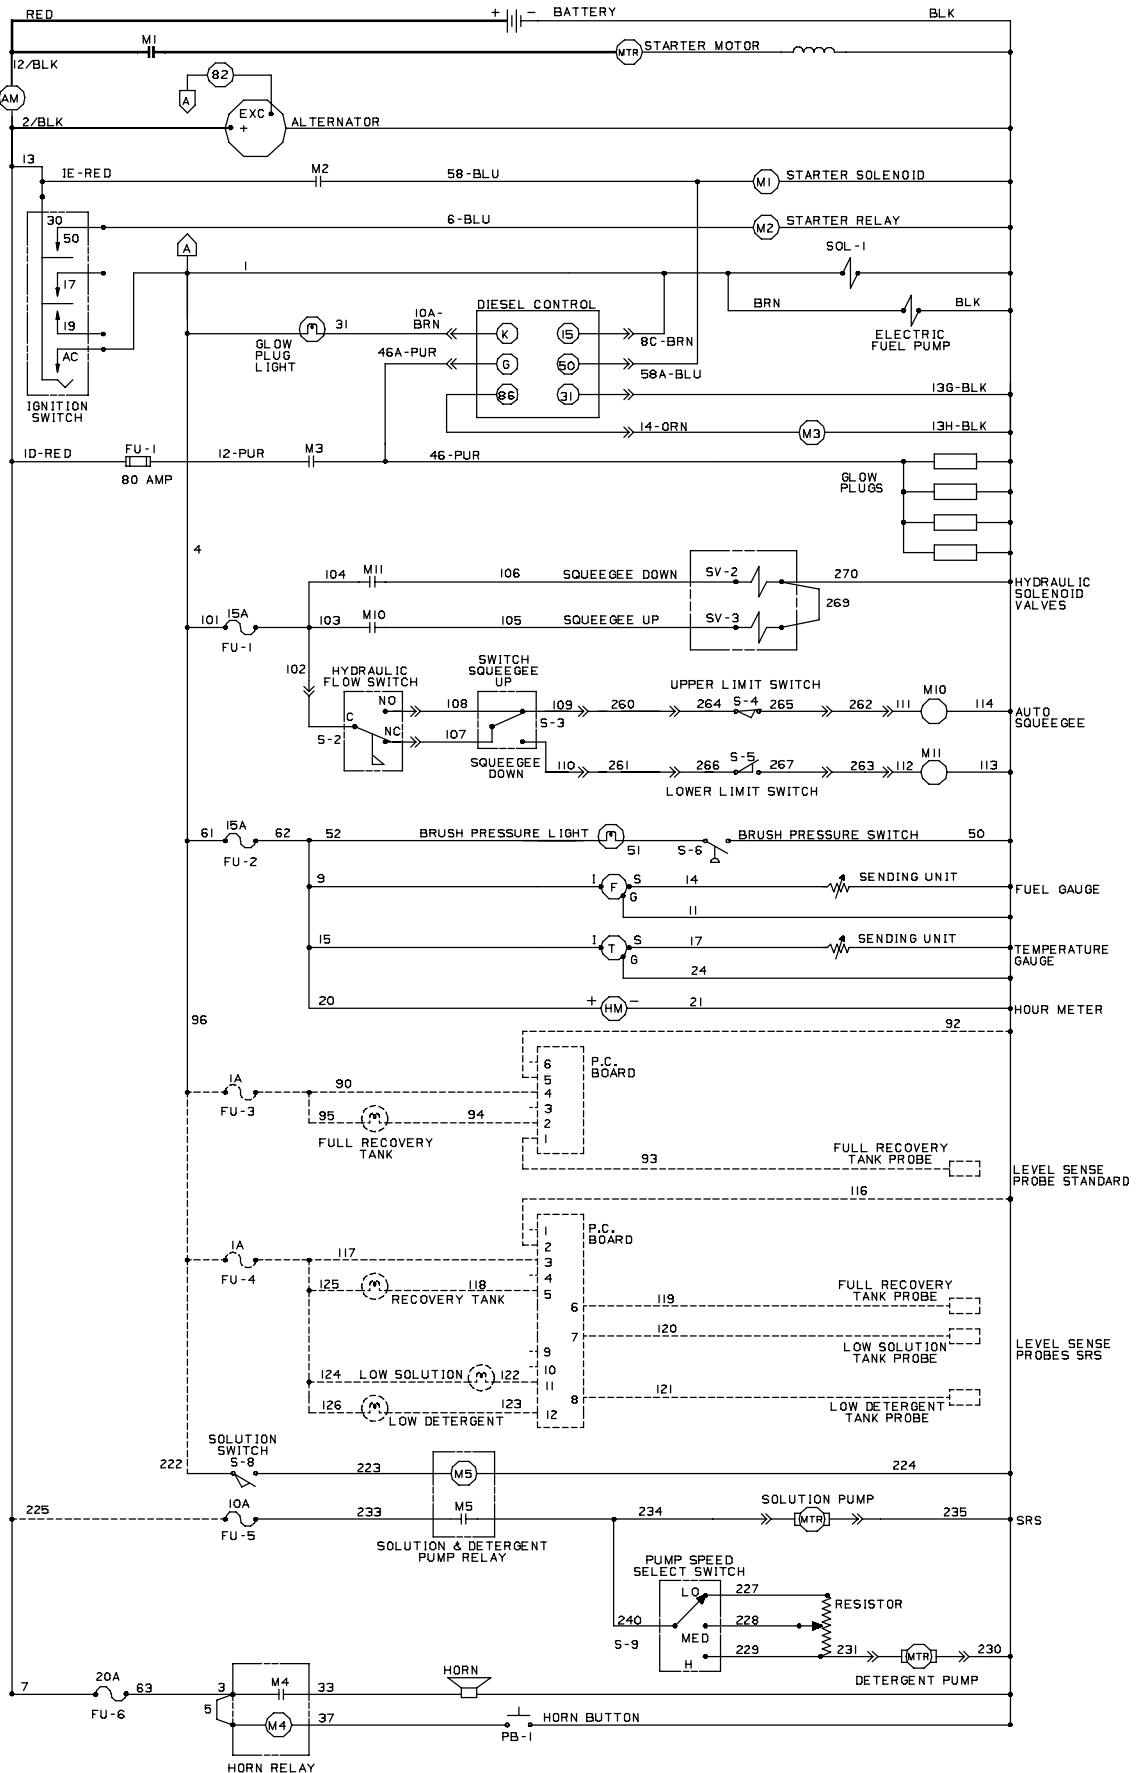 RED
+ − BATTERY
BLK
M1
MTR STARTER MOTOR
12/BLK
82
AM
A
EXC
2/BLK
+
ALTERNATOR
13
1E-RED
M2
58-BLU
M1 STARTER SOLENOID
30
50
6-BLU
M2 STARTER RELAY
A
SOL-1
1
17
DIESEL CONTROL
BRN
BLK
10A-
BRN
19
31
K
15
ELECTRIC
FUEL PUMP
GLOW
PLUG
LIGHT
8C-BRN
AC
46A-PUR
G
50
58A-BLU
86
31
13G-BLK
IGNITION
SWITCH
14-ORN
M3
13H-BLK
1D-RED
FU-1
12-PUR
M3
46-PUR
80 AMP
GLOW
PLUGS
4
104
M11
106
SQUEEGEE DOWN
SV-2
270
HYDRAULIC
SOLENOID
VALVES
269
101
15A
103
M10
105
SQUEEGEE UP
SV-3
FU-1
102
HYDRAULIC
FLOW SWITCH
SWITCH
SQUEEGEE
UP
UPPER LIMIT SWITCH
NO
108
109
260
264
S-4
265
262
111
M10
114
AUTO
SQUEEGEE
C
S-3
S-2
NC
107
SQUEEGEE
DOWN
110
261
266
S-5
267
263
112
M11
113
LOWER LIMIT SWITCH
61
15A
62
52
BRUSH PRESSURE LIGHT
51
S-6
BRUSH PRESSURE SWITCH
50
FU-2
9
I
F
S
14
SENDING UNIT
FUEL GAUGE
G
11
15
I
T
S
17
SENDING UNIT
TEMPERATURE
GAUGE
G
24
20
+
HM
−
21
HOUR METER
96
92
P.C.
BOARD
6
5
4
3
2
1
1A
90
FU-3
95
94
FULL RECOVERY
TANK
93
FULL RECOVERY
TANK PROBE
LEVEL SENSE
PROBE STANDARD
116
P.C.
BOARD
1
2
3
4
5
6
7
9
10
11
8
12
1A
117
FU-4
125
118
RECOVERY TANK
119
FULL RECOVERY
TANK PROBE
120
LOW SOLUTION
TANK PROBE
LEVEL SENSE
PROBES SRS
124
LOW SOLUTION
122
126
LOW DETERGENT
123
121
LOW DETERGENT
TANK PROBE
SOLUTION
SWITCH
S-8
222
223
M5
224
225
10A
233
M5
234
SOLUTION PUMP
MTR
235
SRS
FU-5
SOLUTION & DETERGENT
PUMP RELAY
PUMP SPEED
SELECT SWITCH
LO
227
RESISTOR
240
228
S-9
MED
229
231
MTR
230
H
DETERGENT PUMP
7
20A
63
3
M4
33
HORN
FU-6
5
M4
37
HORN BUTTON
PB-1
HORN RELAY